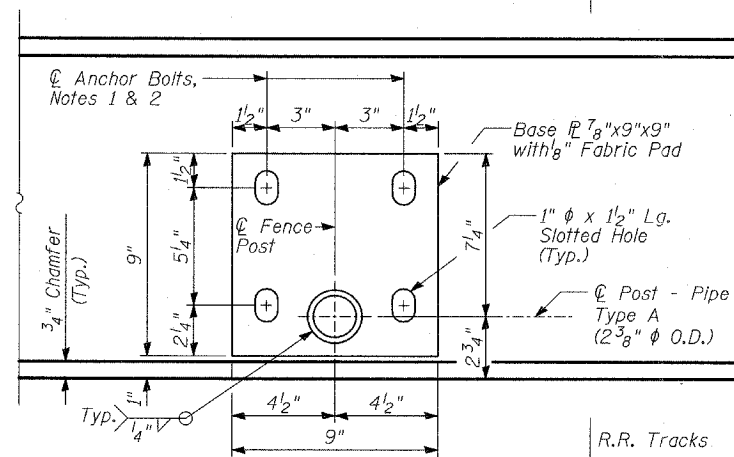 ℄ Anchor Bolts,
Notes 1 & 2
1½" 3" 3" 1½"
Base ℄ ⅞"x9"x9"
with ⅛" Fabric Pad
1½"
9"
5¼"
2¼"
℄ Fence
Post
7¼"
1" ϕ x 1½" Lg.
Slotted Hole
(Typ.)
¾" Chamfer
(Typ.)
℄ Post - Pipe
Type A
(2⅜" ϕ O.D.)
2¾"
1"
Typ.
¼"
4½" 4½"
9"
R.R. Tracks